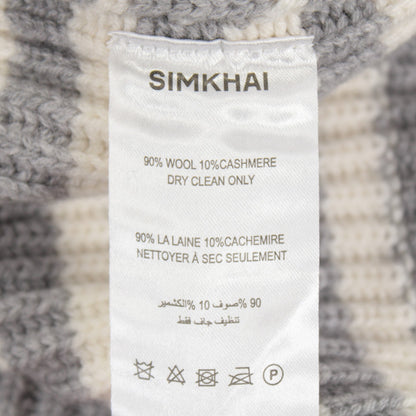 SIMKHAI
90% WOOL 10%CASHMERE
DRY CLEAN ONLY
90% LA LAINE 10%CACHEMIRE
NETTOYER À SEC SEULEMENT
90 %صوف 10 %الكشمير
تنظيف جاف فقط
P